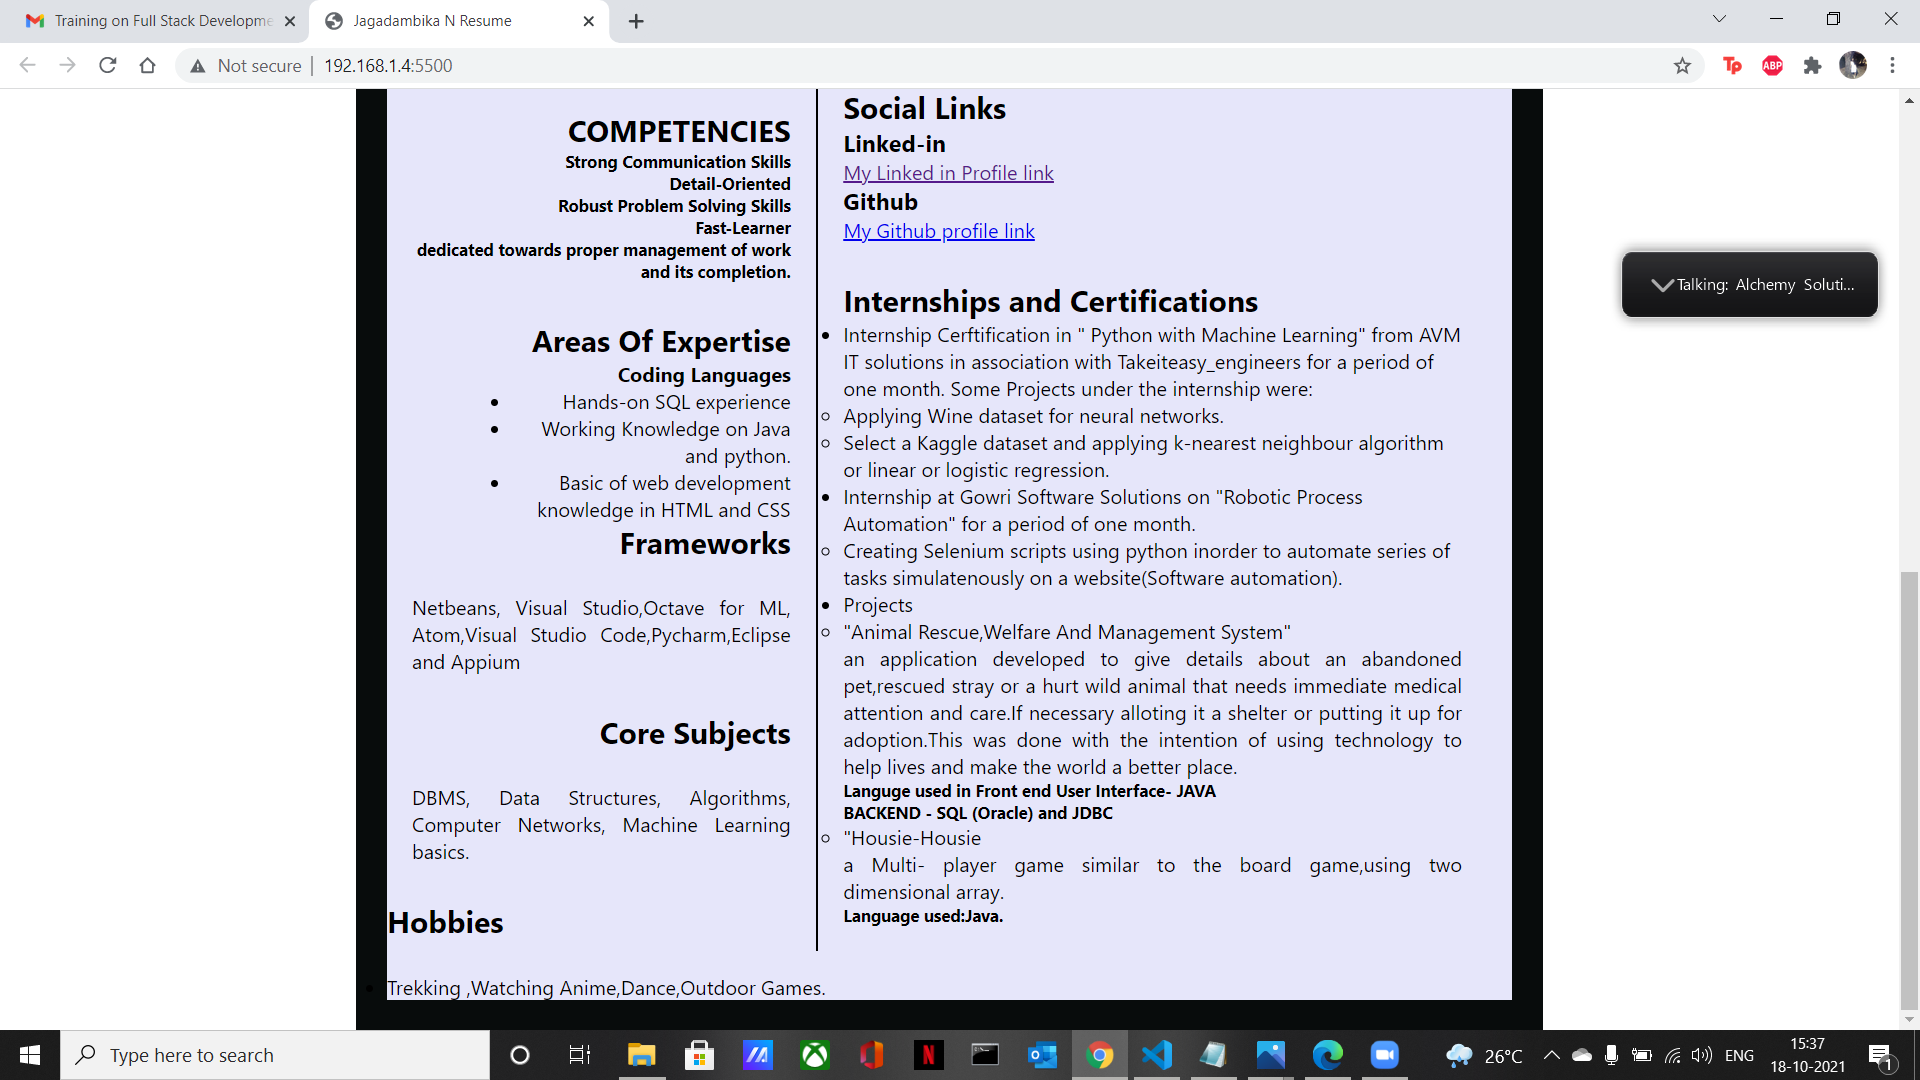 Training on Full Stack Developme
Jagadambika N Resume
Not secure
192.168.1.4:5500
Tp
ABP
COMPETENCIES
Strong Communication Skills
Detail-Oriented
Robust Problem Solving Skills
Fast-Learner
dedicated towards proper management of work
and its completion.
Areas Of Expertise
Coding Languages
Hands-on SQL experience
Working Knowledge on Java
and python.
Basic of web development
knowledge in HTML and CSS
Frameworks
Netbeans, Visual Studio,Octave for ML,
Atom,Visual Studio Code,Pycharm,Eclipse
and Appium
Core Subjects
DBMS, Data Structures, Algorithms,
Computer Networks, Machine Learning
basics.
Hobbies
Trekking ,Watching Anime,Dance,Outdoor Games.
Social Links
Linked-in
My Linked in Profile link
Github
My Github profile link
Internships and Certifications
Internship Cerftification in " Python with Machine Learning" from AVM
IT solutions in association with Takeiteasy_engineers for a period of
one month. Some Projects under the internship were:
Applying Wine dataset for neural networks.
Select a Kaggle dataset and applying k-nearest neighbour algorithm
or linear or logistic regression.
Internship at Gowri Software Solutions on "Robotic Process
Automation" for a period of one month.
Creating Selenium scripts using python inorder to automate series of
tasks simulatenously on a website(Software automation).
Projects
"Animal Rescue,Welfare And Management System"
an application developed to give details about an abandoned
pet,rescued stray or a hurt wild animal that needs immediate medical
attention and care.If necessary alloting it a shelter or putting it up for
adoption.This was done with the intention of using technology to
help lives and make the world a better place.
Languge used in Front end User Interface- JAVA
BACKEND - SQL (Oracle) and JDBC
"Housie-Housie
a Multi- player game similar to the board game,using two
dimensional array.
Language used:Java.
Talking: Alchemy Soluti...
Type here to search
N
26°C
ENG
15:37
18-10-2021
1